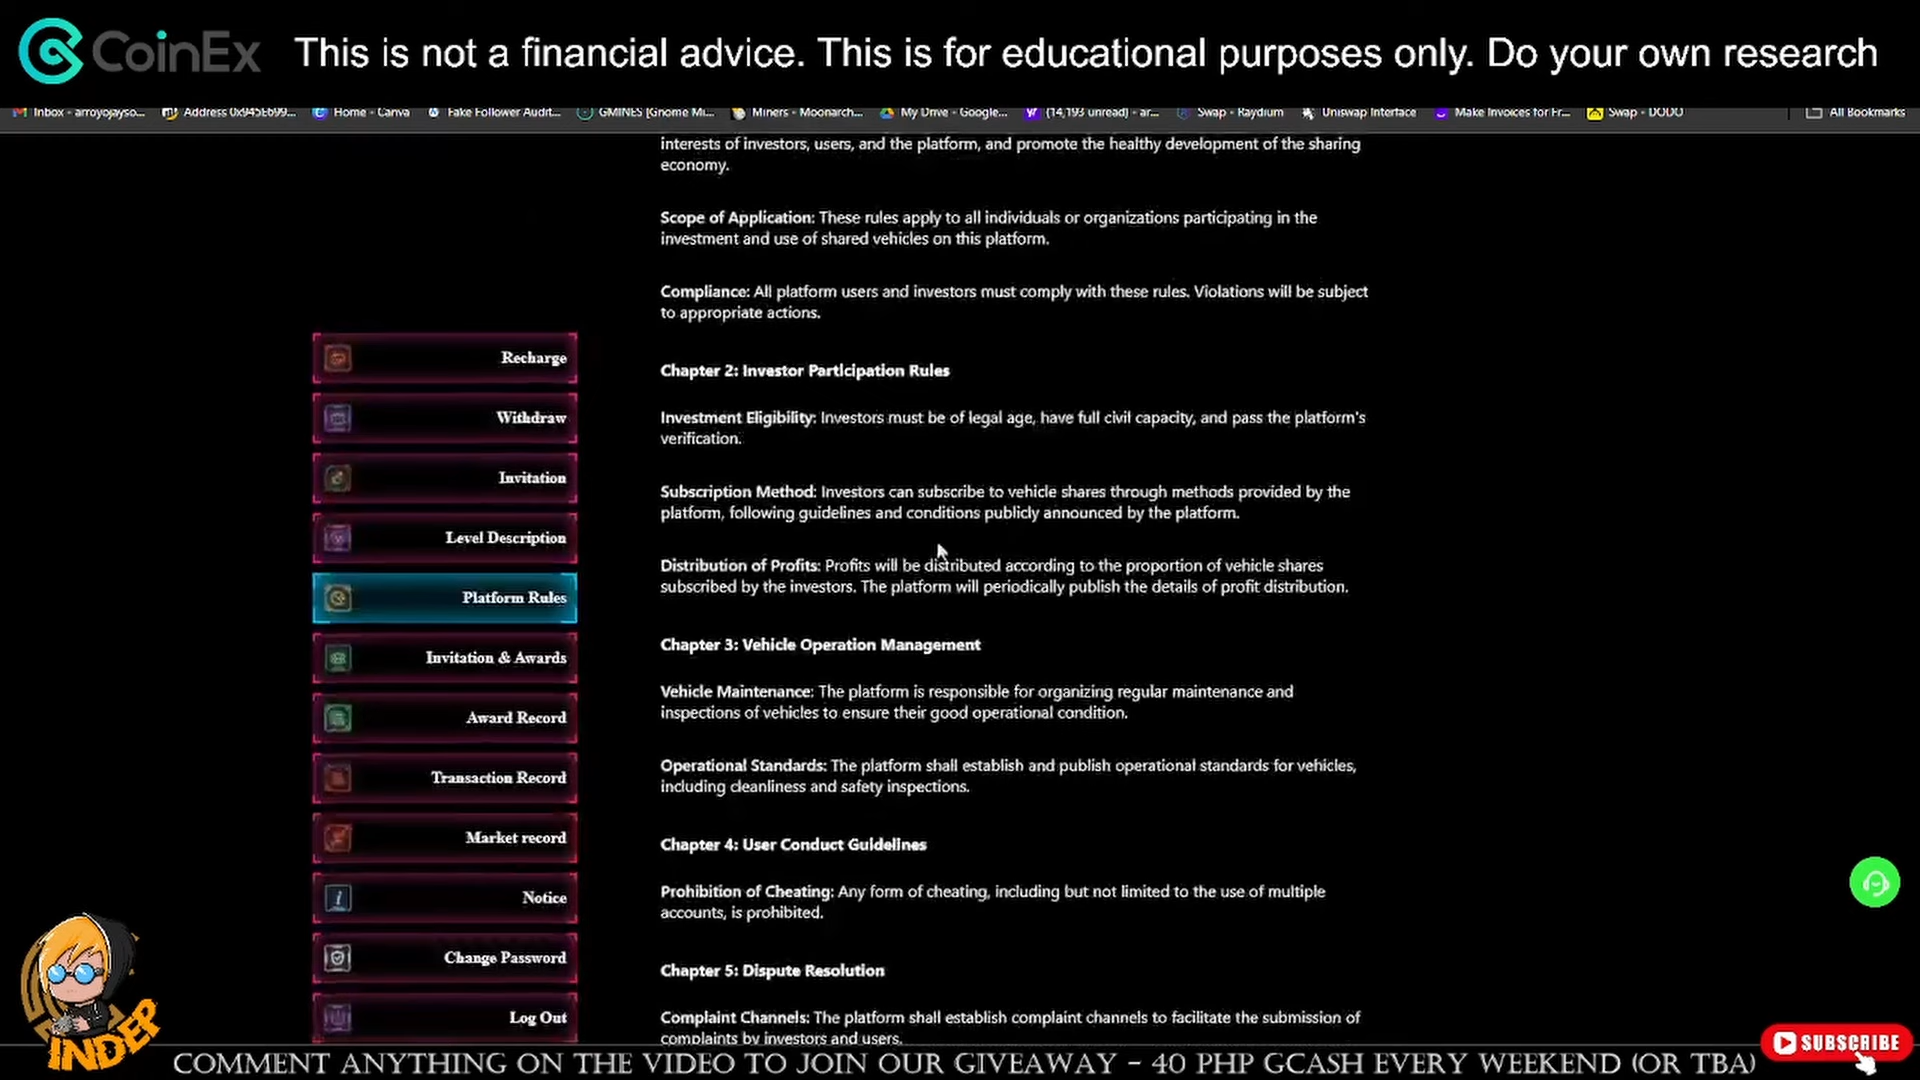 CoinEx This is not a financial advice. This is for educational purposes only. Do your own research
Inbox - arroyojayso... Address 0x945E699... Home - Canva Fake Follower Audit... GMINES [Gnome Mi... Miners - Moonarch... My Drive - Google... (14,193 unread) - ar... Swap - Raydium Uniswap Interface Make Invoices for Fr... Swap - DODO All Bookmarks
interests of investors, users, and the platform, and promote the healthy development of the sharing
economy.
Scope of Application: These rules apply to all individuals or organizations participating in the
investment and use of shared vehicles on this platform.
Compliance: All platform users and investors must comply with these rules. Violations will be subject
to appropriate actions.
Recharge
Withdraw
Invitation
Level Description
Platform Rules
Invitation & Awards
Award Record
Transaction Record
Market record
Notice
Change Password
Log Out
Chapter 2: Investor Participation Rules
Investment Eligibility: Investors must be of legal age, have full civil capacity, and pass the platform's
verification.
Subscription Method: Investors can subscribe to vehicle shares through methods provided by the
platform, following guidelines and conditions publicly announced by the platform.
Distribution of Profits: Profits will be distributed according to the proportion of vehicle shares
subscribed by the investors. The platform will periodically publish the details of profit distribution.
Chapter 3: Vehicle Operation Management
Vehicle Maintenance: The platform is responsible for organizing regular maintenance and
inspections of vehicles to ensure their good operational condition.
Operational Standards: The platform shall establish and publish operational standards for vehicles,
including cleanliness and safety inspections.
Chapter 4: User Conduct Guidelines
Prohibition of Cheating: Any form of cheating, including but not limited to the use of multiple
accounts, is prohibited.
Chapter 5: Dispute Resolution
Complaint Channels: The platform shall establish complaint channels to facilitate the submission of
complaints by investors and users.
INDEP
COMMENT ANYTHING ON THE VIDEO TO JOIN OUR GIVEAWAY - 40 PHP GCASH EVERY WEEKEND (OR TBA)
SUBSCRIBE